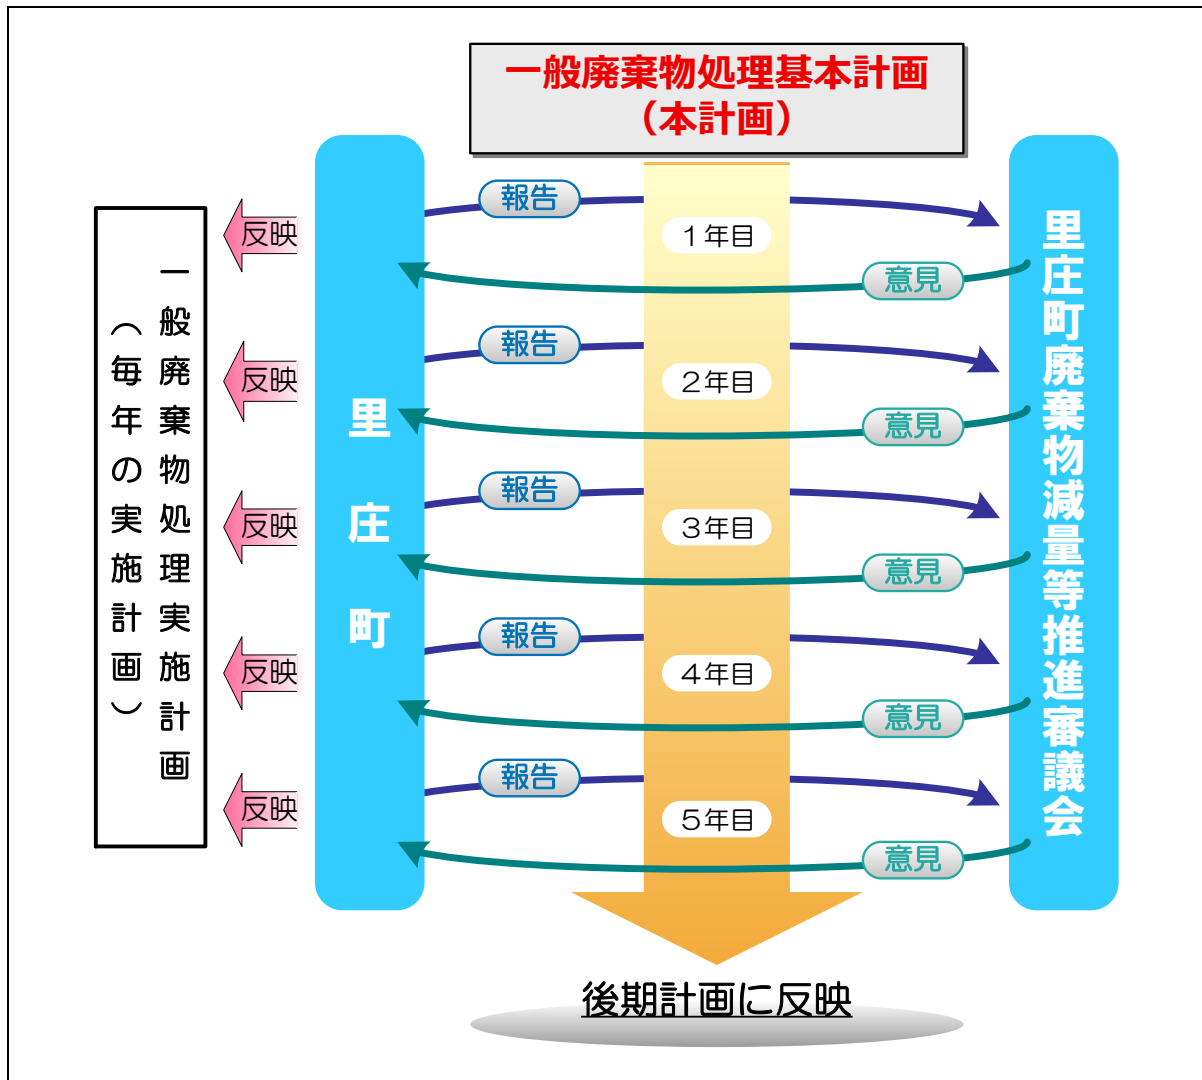 一般廃棄物処理基本計画
（本計画）
一般廃棄物処理実施計画
（毎年の実施計画）
里庄町
里庄町廃棄物減量等推進審議会
報告
反映
１年目
意見
報告
反映
２年目
意見
報告
反映
３年目
意見
報告
反映
４年目
意見
報告
反映
５年目
意見
後期計画に反映